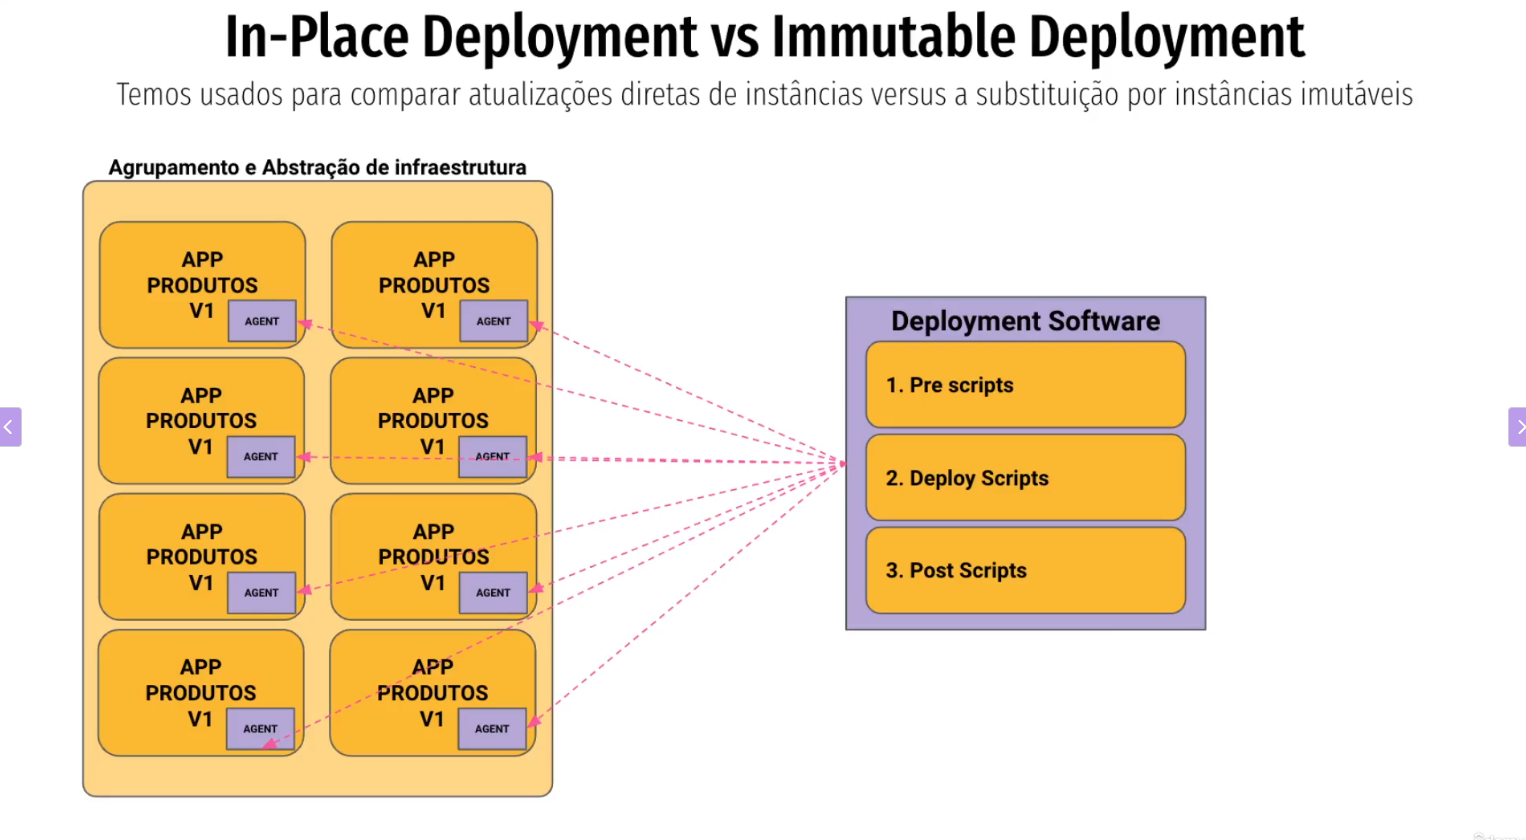 In-Place Deployment vs Immutable Deployment
Temos usados para comparar atualizações diretas de instâncias versus a substituição por instâncias imutáveis
Agrupamento e Abstração de infraestrutura
APP
PRODUTOS
V1
AGENT
APP
PRODUTOS
V1
AGENT
APP
PRODUTOS
V1
AGENT
APP
PRODUTOS
V1
AGENT
APP
PRODUTOS
V1
AGENT
APP
PRODUTOS
V1
AGENT
APP
PRODUTOS
V1
AGENT
APP
PRODUTOS
V1
AGENT
Deployment Software
1. Pre scripts
2. Deploy Scripts
3. Post Scripts